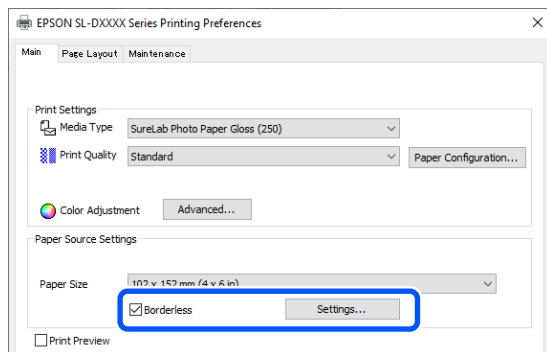 EPSON SL-DXXXX Series Printing Preferences
Main Page Layout Maintenance
Print Settings
Media Type SureLab Photo Paper Gloss (250)
Print Quality Standard Paper Configuration...
Color Adjustment Advanced...
Paper Source Settings
Paper Size 102 x 152 mm (4 x 6 in)
Borderless Settings...
Print Preview